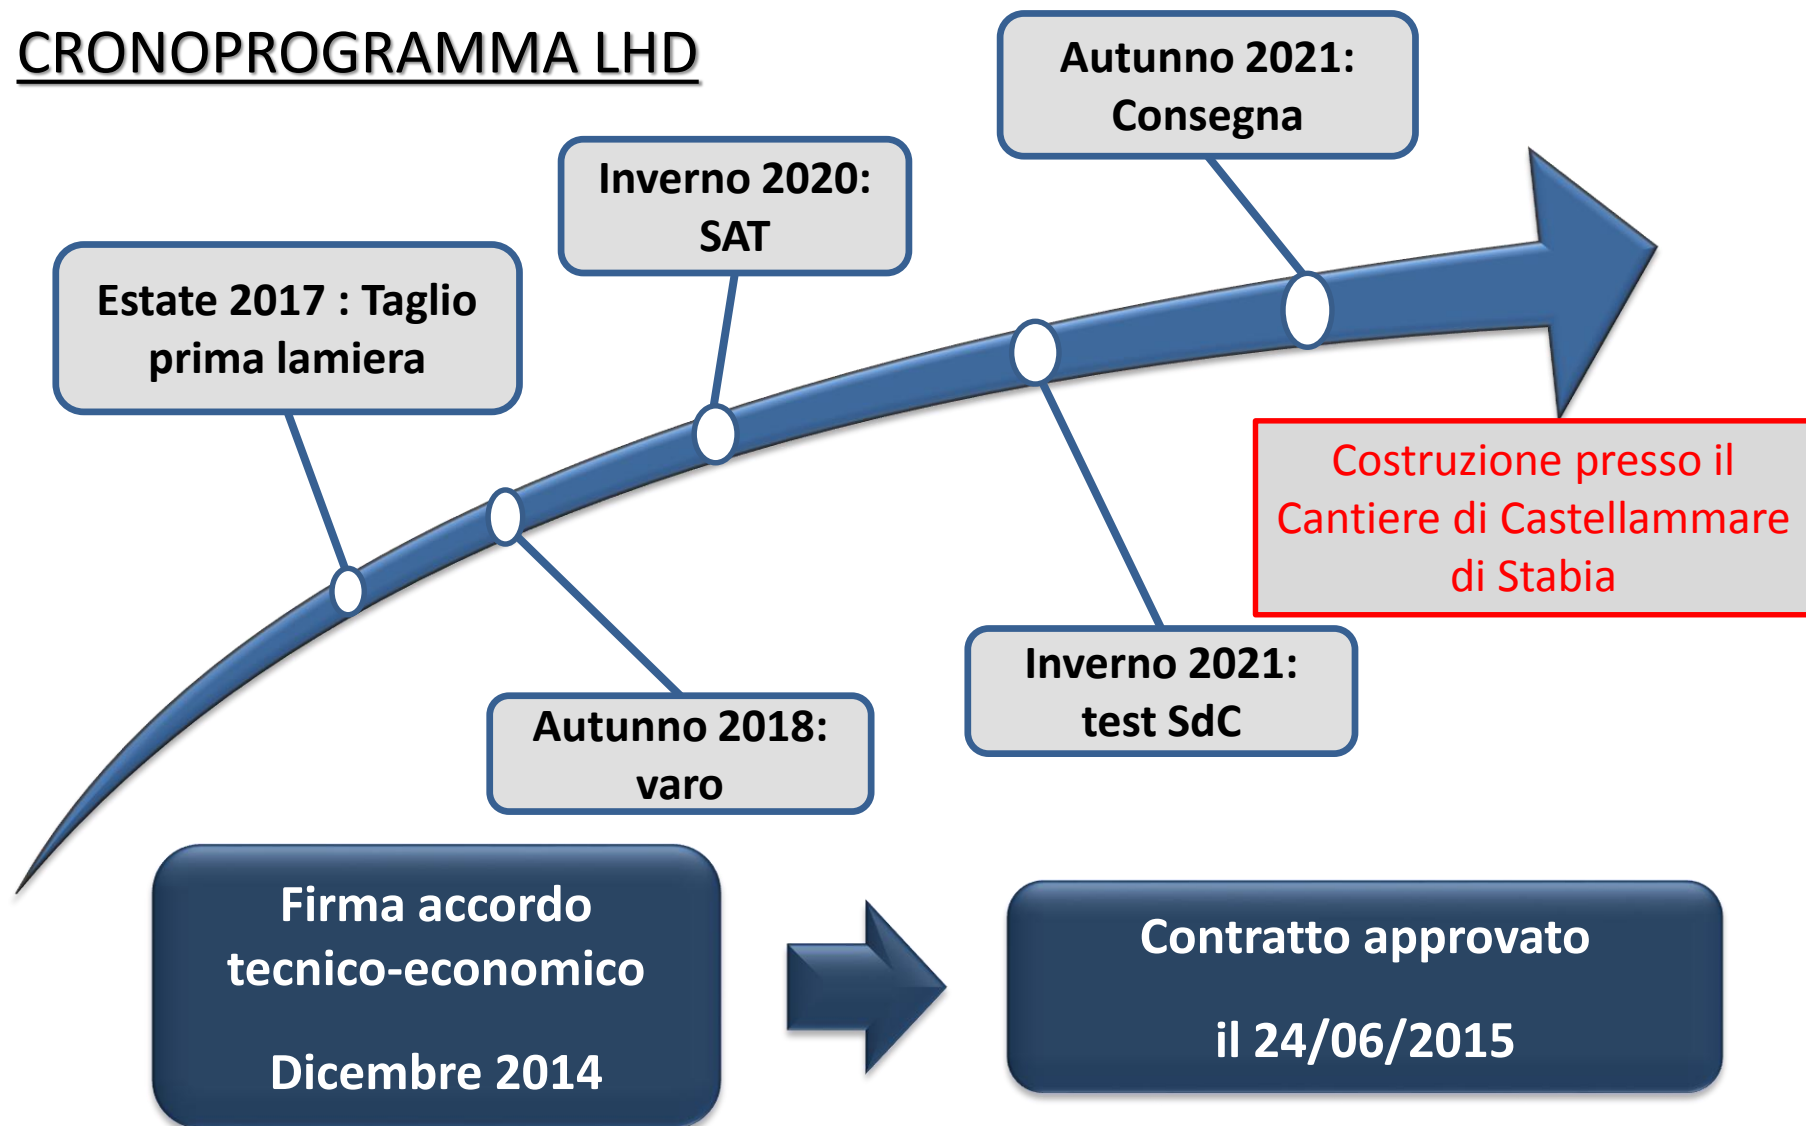 CRONOPROGRAMMA LHD
Autunno 2021:
Consegna
Inverno 2020:
SAT
Estate 2017 : Taglio
prima lamiera
Costruzione presso il
Cantiere di Castellammare
di Stabia
Inverno 2021:
test SdC
Autunno 2018:
varo
Firma accordo
tecnico-economico
Dicembre 2014
Contratto approvato
il 24/06/2015